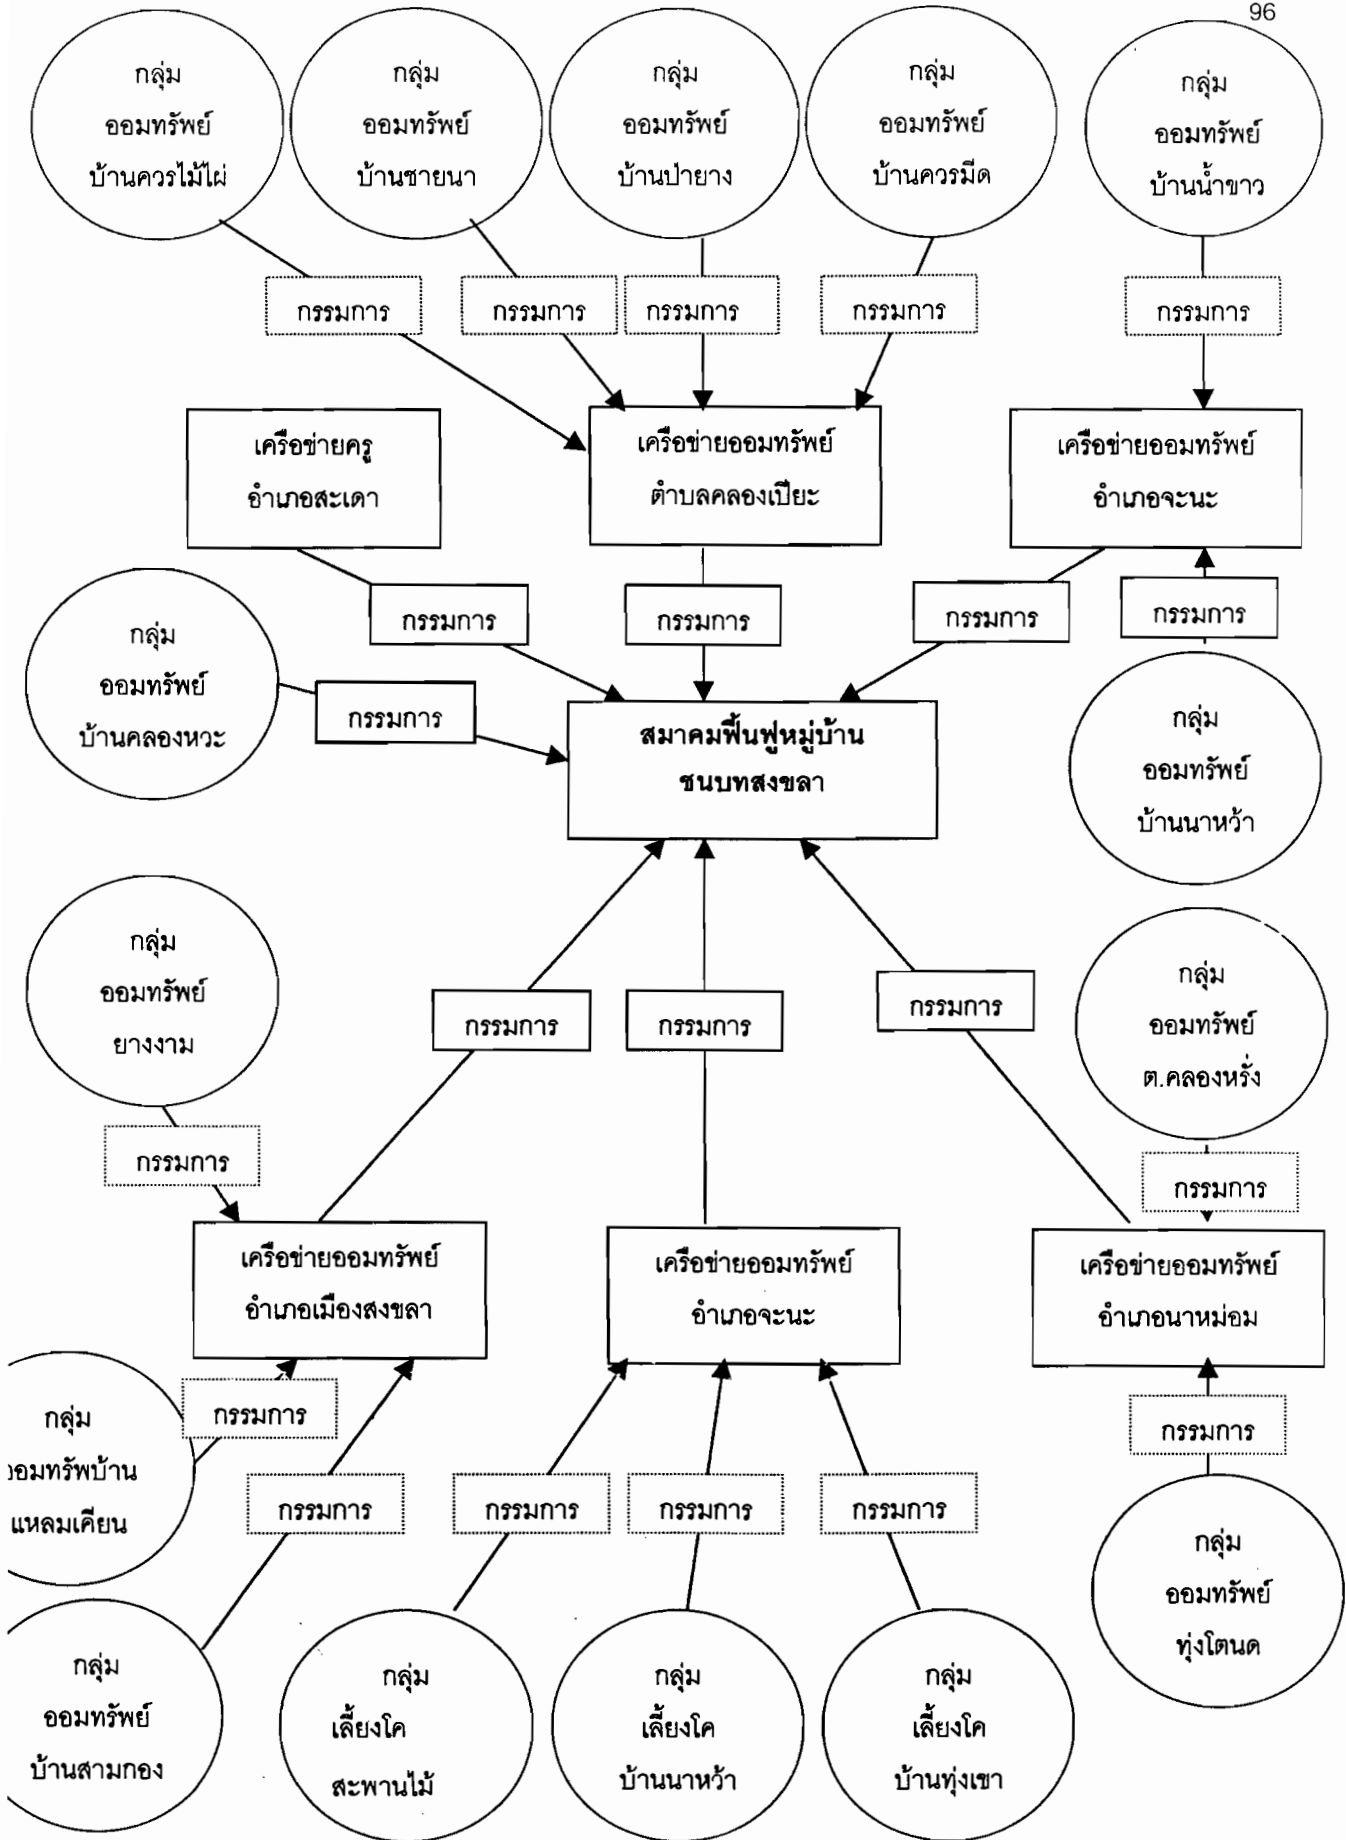 96
กลุ่ม
ออมทรัพย์
บ้านควรไม้ไผ่
กลุ่ม
ออมทรัพย์
บ้านชายนา
กลุ่ม
ออมทรัพย์
บ้านป่ายาง
กลุ่ม
ออมทรัพย์
บ้านควรมีด
กลุ่ม
ออมทรัพย์
บ้านน้ำขาว
กรรมการ
กรรมการ
กรรมการ
กรรมการ
กรรมการ
เครือข่ายครู
อำเภอสะเดา
เครือข่ายออมทรัพย์
ตำบลคลองเปียะ
เครือข่ายออมทรัพย์
อำเภอจะนะ
กรรมการ
กรรมการ
กรรมการ
กรรมการ
กลุ่ม
ออมทรัพย์
บ้านคลองหวะ
กรรมการ
สมาคมฟื้นฟูหมู่บ้าน
ชนบทสงขลา
กลุ่ม
ออมทรัพย์
บ้านนาหว้า
กลุ่ม
ออมทรัพย์
ยางงาม
กรรมการ
กรรมการ
กรรมการ
กลุ่ม
ออมทรัพย์
ต.คลองหรั่ง
กรรมการ
กรรมการ
เครือข่ายออมทรัพย์
อำเภอเมืองสงขลา
เครือข่ายออมทรัพย์
อำเภอจะนะ
เครือข่ายออมทรัพย์
อำเภอนาหม่อม
กลุ่ม
ออมทรัพบ้าน
แหลมเคียน
กรรมการ
กรรมการ
กรรมการ
กรรมการ
กรรมการ
กรรมการ
กลุ่ม
ออมทรัพย์
ทุ่งโตนด
กลุ่ม
ออมทรัพย์
บ้านสามกอง
กลุ่ม
เลี้ยงโค
สะพานไม้
กลุ่ม
เลี้ยงโค
บ้านนาหว้า
กลุ่ม
เลี้ยงโค
บ้านทุ่งเขา